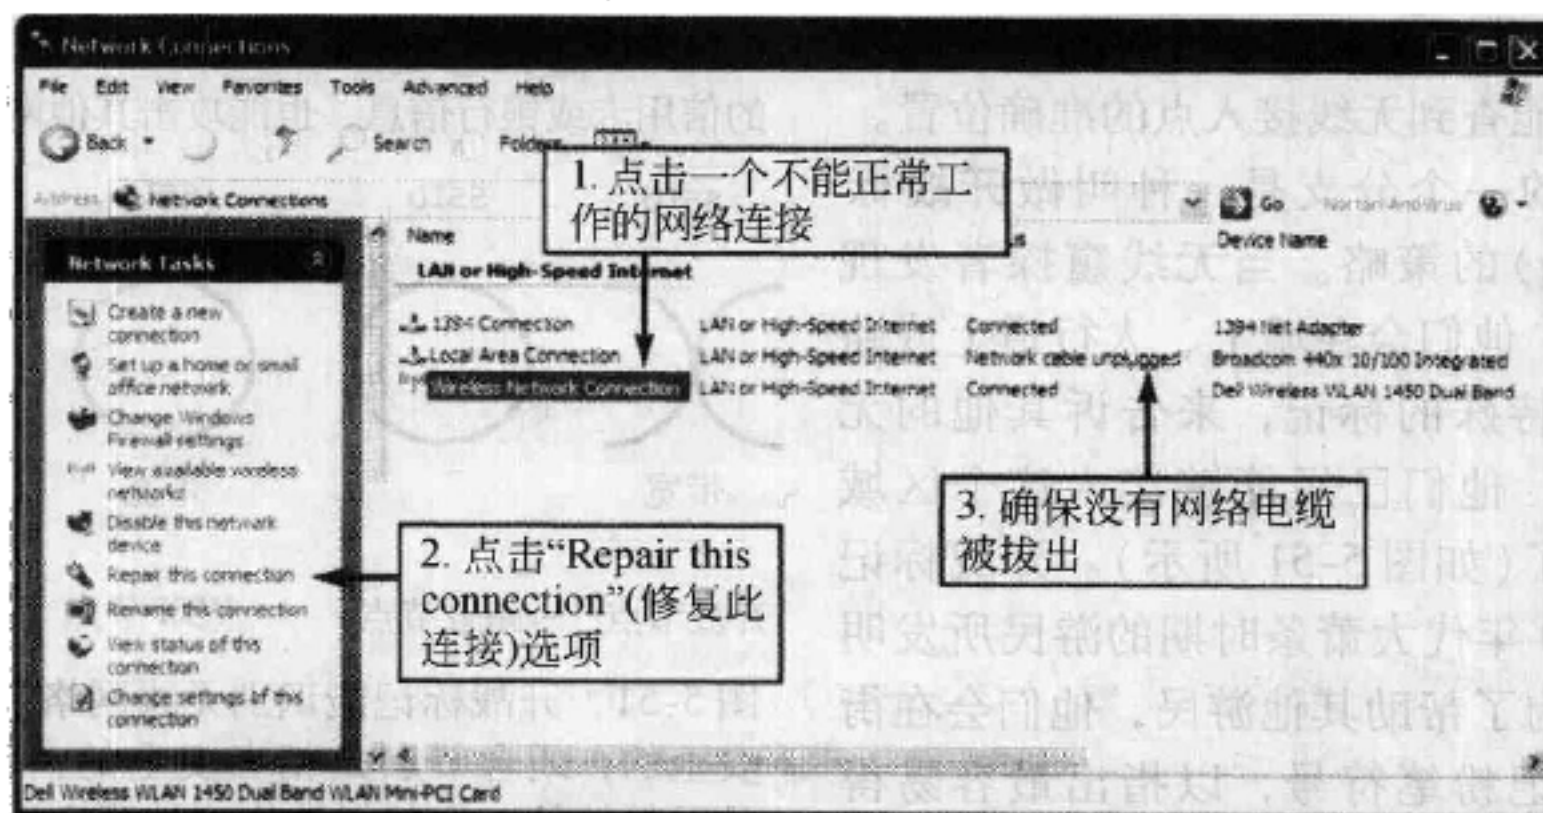 Network Connections
File Edit View Favorites Tools Advanced Help
Back Search Folders
Address Network Connections Go Norton AntiVirus
1. 点击一个不能正常工
作的网络连接
Name Device Name
LAN or High-Speed Internet
1394 Connection LAN or High-Speed Internet Connected 1394 Net Adapter
Local Area Connection LAN or High-Speed Internet Network cable unplugged Broadcom 440x 10/100 Integrated
Wireless Network Connection LAN or High-Speed Internet Connected Dell Wireless WLAN 1450 Dual Band
Network Tasks
Create a new
connection
Set up a home or small
office network
Change Windows
Firewall settings
View available wireless
networks
Disable this network
device
Repair this connection
Rename this connection
View status of this
connection
Change settings of this
connection
2. 点击“Repair this
connection”(修复此
连接)选项
3. 确保没有网络电缆
被拔出
Dell Wireless WLAN 1450 Dual Band WLAN Mini-PCI Card